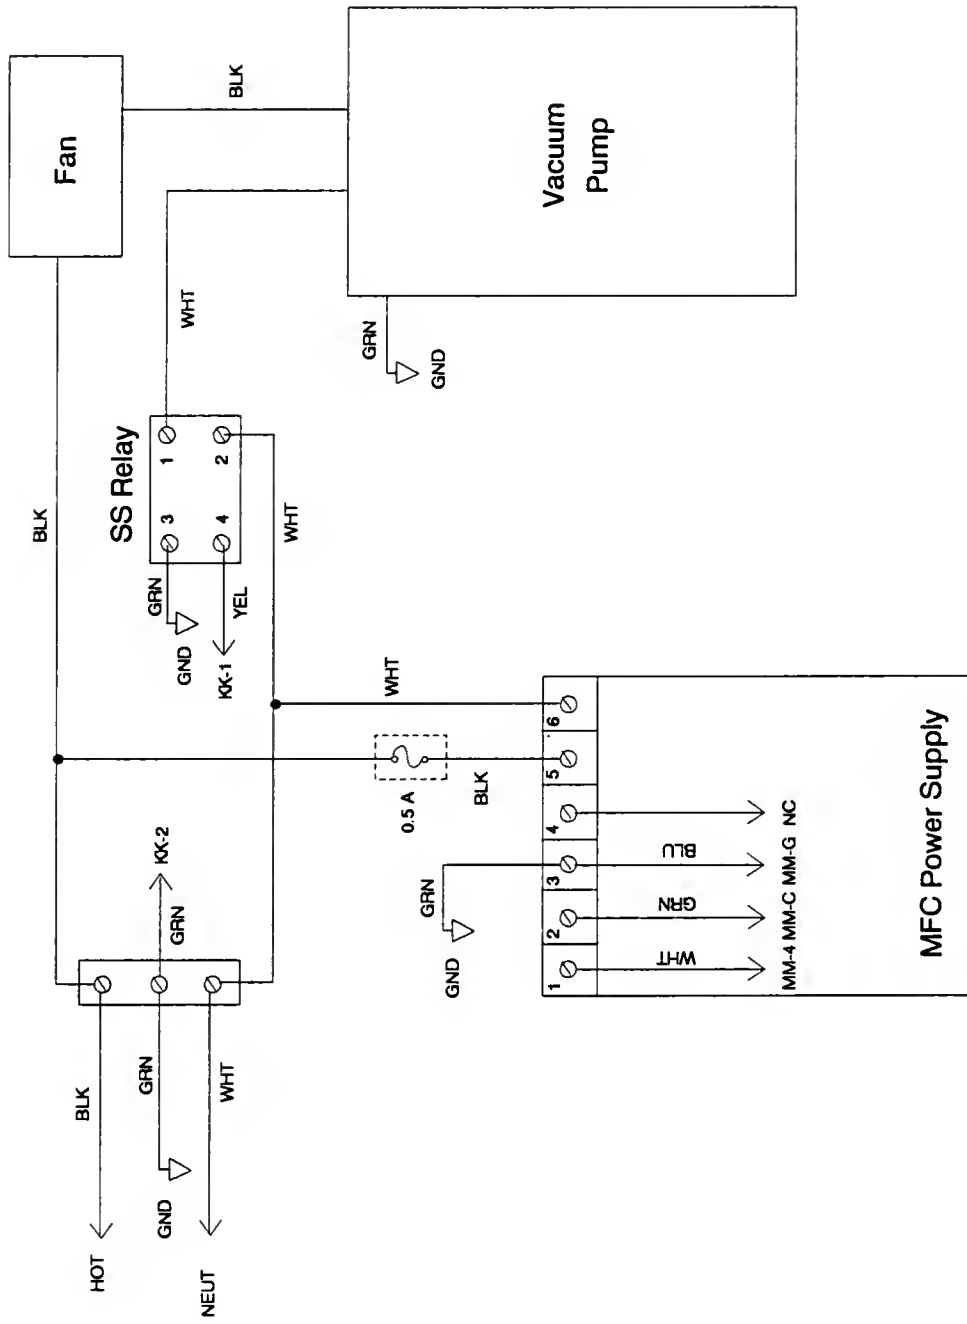 HOT
BLK
GND
GRN
NEUT
WHT
GRN
KK-2
BLK
SS Relay
GRN
3
1
GND
YEL
4
2
KK-1
WHT
WHT
Fan
BLK
Vacuum
Pump
GRN
GND
WHT
0.5 A
BLK
GRN
GND
1
2
3
4
5
6
WHT
GRN
BLU
MM-4
MM-C
MM-G
NC
MFC Power Supply